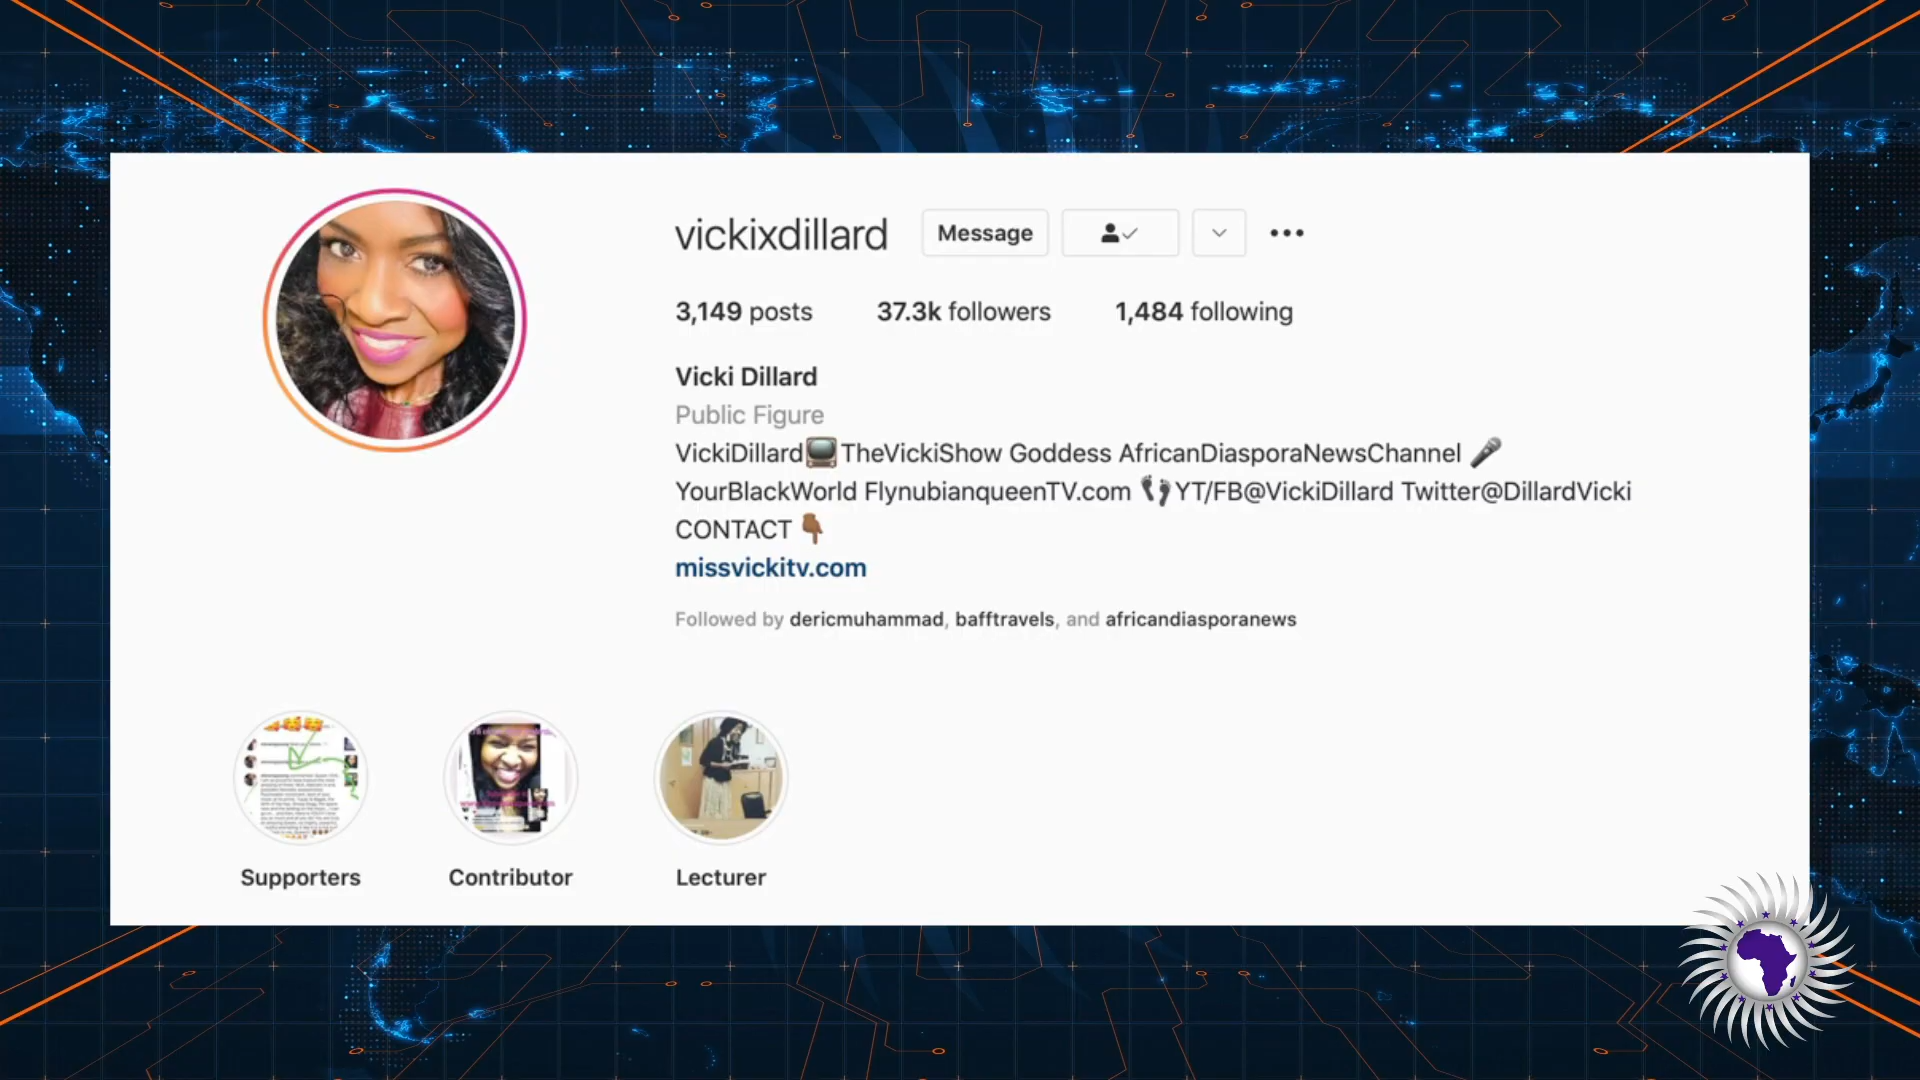 vickixdillard Message
3,149 posts 37.3k followers 1,484 following
Vicki Dillard
Public Figure
VickiDillard📺TheVickiShow Goddess AfricanDiasporaNewsChannel 🎤
YourBlackWorld FlynubianqueenTV.com 👣YT/FB@VickiDillard Twitter@DillardVicki
CONTACT 👇🏾
missvickitv.com
Followed by dericmuhammad, bafftravels, and africandiasporanews
Supporters Contributor Lecturer